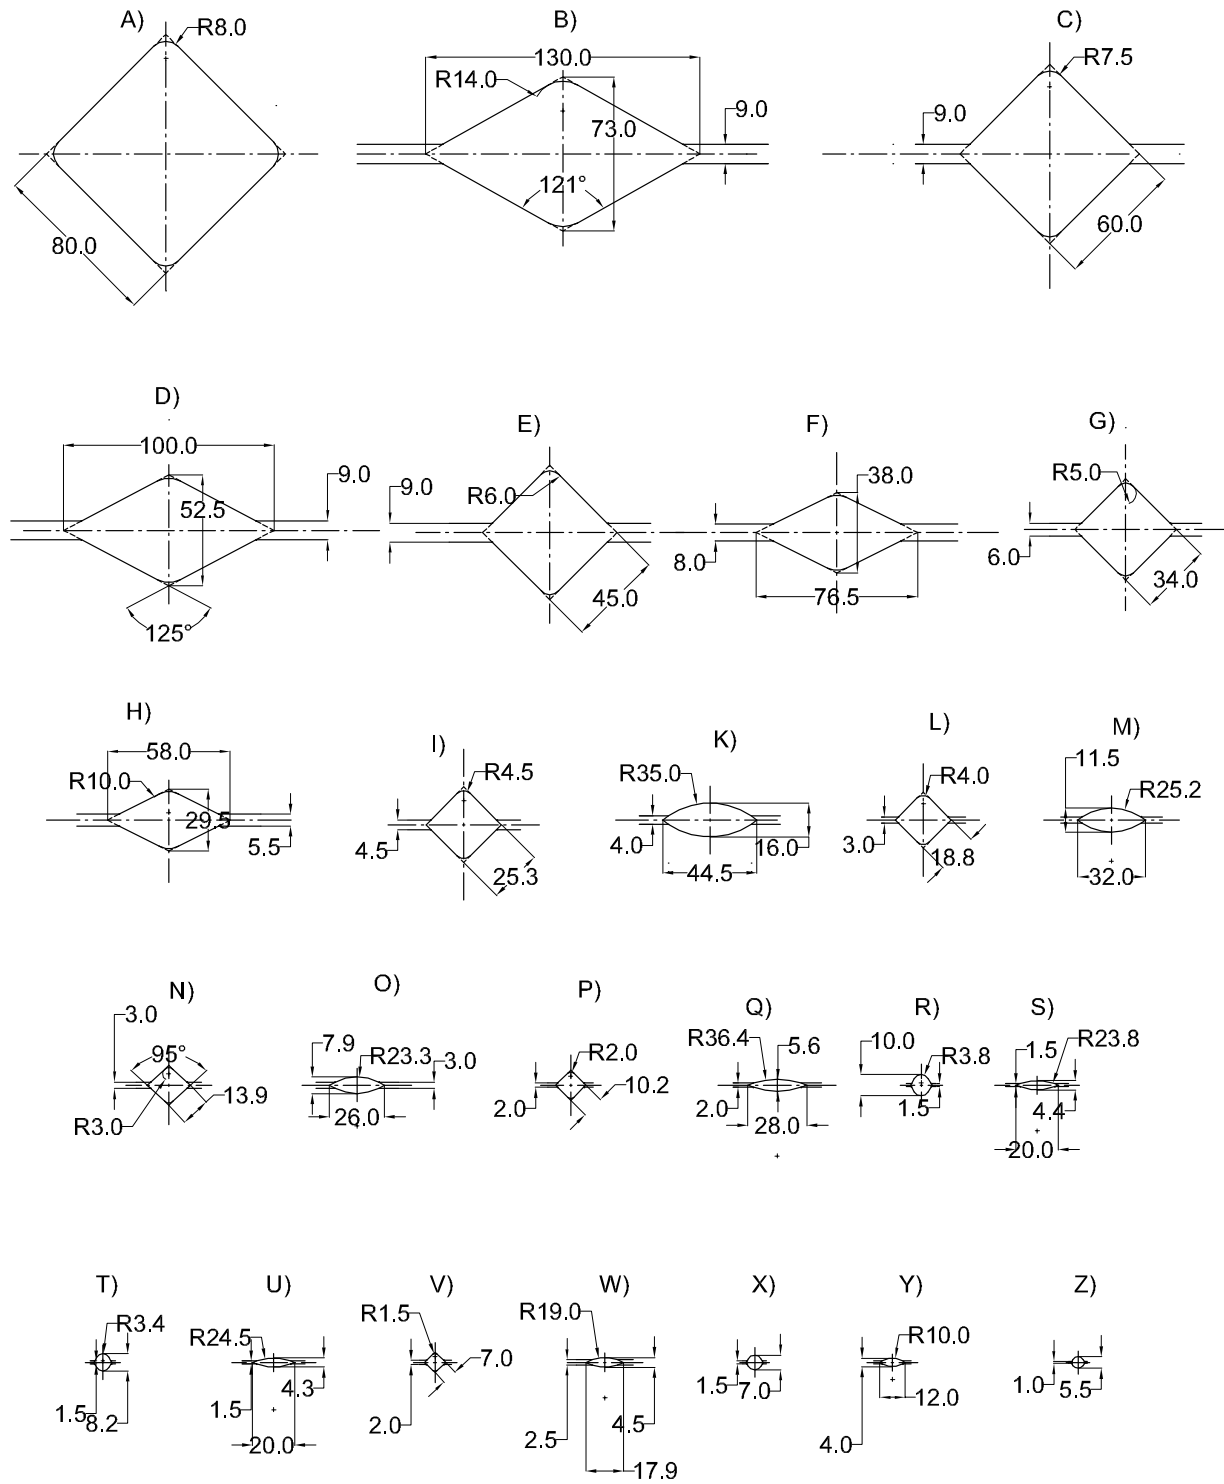 A)
R8.0
80.0
B)
130.0
R14.0
73.0
9.0
121°
C)
R7.5
9.0
60.0
D)
100.0
52.5
9.0
125°
E)
9.0
R6.0
45.0
F)
38.0
8.0
76.5
G)
R5.0
6.0
34.0
H)
58.0
R10.0
29.5
5.5
I)
R4.5
4.5
25.3
K)
R35.0
4.0
16.0
44.5
L)
R4.0
3.0
18.8
M)
11.5
R25.2
32.0
N)
3.0
95°
13.9
R3.0
O)
7.9
R23.3
3.0
26.0
P)
R2.0
10.2
2.0
Q)
R36.4
5.6
2.0
28.0
R)
10.0
R3.8
1.5
S)
1.5
R23.8
4.4
20.0
T)
R3.4
1.5
8.2
U)
R24.5
4.3
1.5
20.0
V)
R1.5
7.0
2.0
W)
R19.0
4.5
2.5
17.9
X)
1.5
7.0
Y)
R10.0
12.0
4.0
Z)
1.0
5.5